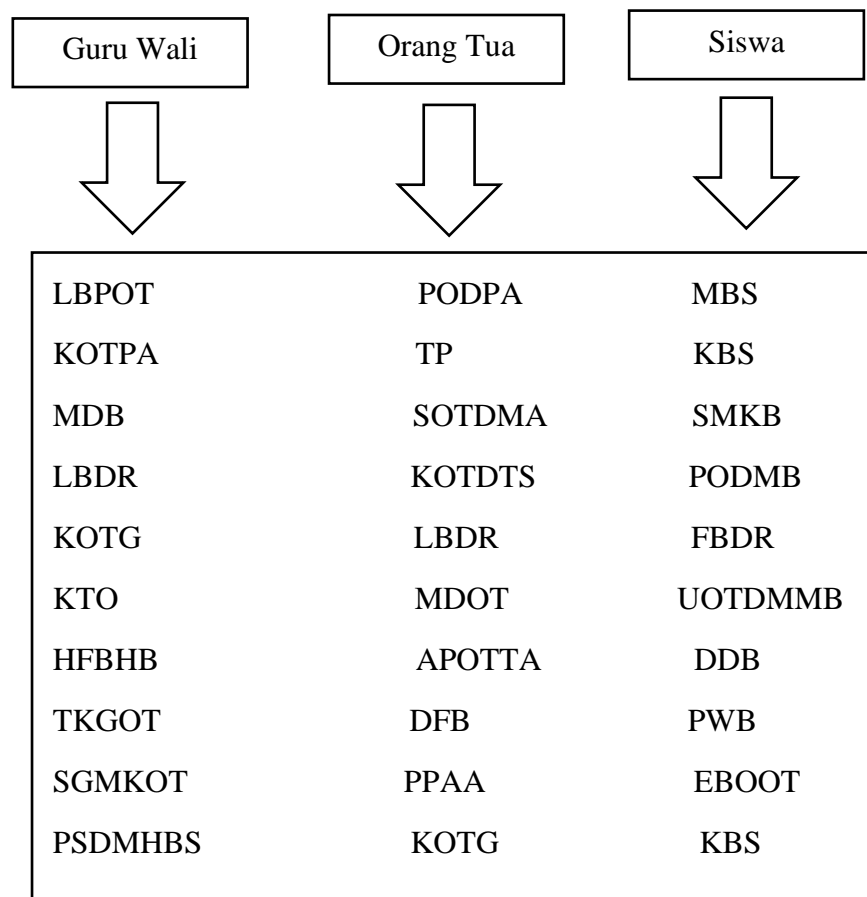 Guru Wali Orang Tua Siswa
LBPOT PODPA MBS
KOTPA TP KBS
MDB SOTDMA SMKB
LBDR KOTDTS PODMB
KOTG LBDR FBDR
KTO MDOT UOTDMMB
HFBHB APOTTA DDB
TKGOT DFB PWB
SGMKOT PPAA EBOOT
PSDMHBS KOTG KBS